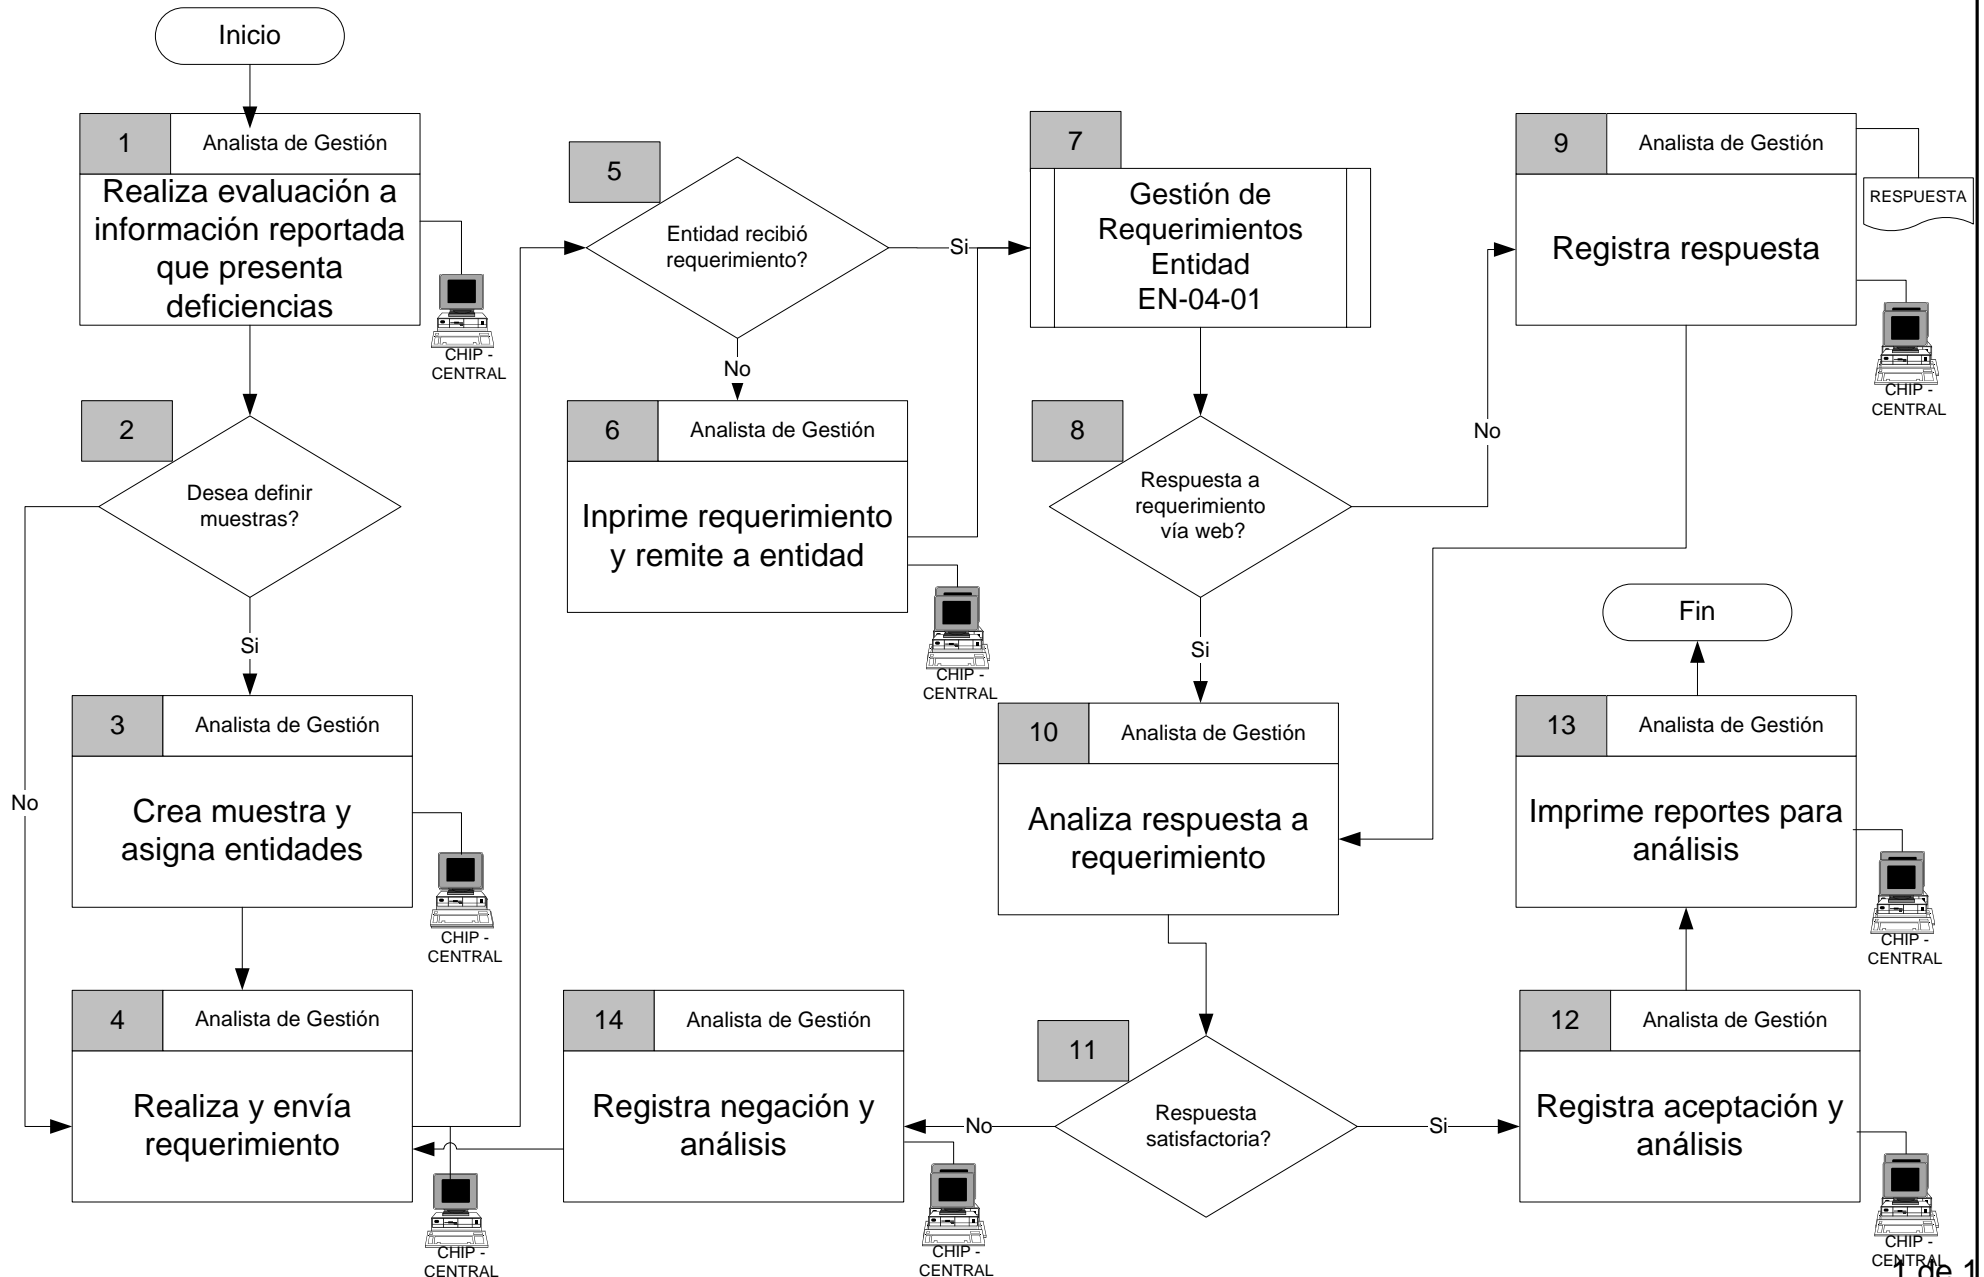 Inicio
1
Analista de Gestión
Realiza evaluación a
información reportada
que presenta
deficiencias
CHIP -
CENTRAL
2
Desea definir
muestras?
No
Si
3
Analista de Gestión
Crea muestra y
asigna entidades
CHIP -
CENTRAL
4
Analista de Gestión
Realiza y envía
requerimiento
CHIP -
CENTRAL
5
Entidad recibió
requerimiento?
Si
No
6
Analista de Gestión
Inprime requerimiento
y remite a entidad
CHIP -
CENTRAL
7
Gestión de
Requerimientos
Entidad
EN-04-01
8
Respuesta a
requerimiento
vía web?
No
Si
9
Analista de Gestión
Registra respuesta
RESPUESTA
CHIP -
CENTRAL
10
Analista de Gestión
Analiza respuesta a
requerimiento
11
Respuesta
satisfactoria?
No
Si
12
Analista de Gestión
Registra aceptación y
análisis
CHIP -
CENTRAL
13
Analista de Gestión
Imprime reportes para
análisis
CHIP -
CENTRAL
Fin
14
Analista de Gestión
Registra negación y
análisis
CHIP -
CENTRAL
1 de 1